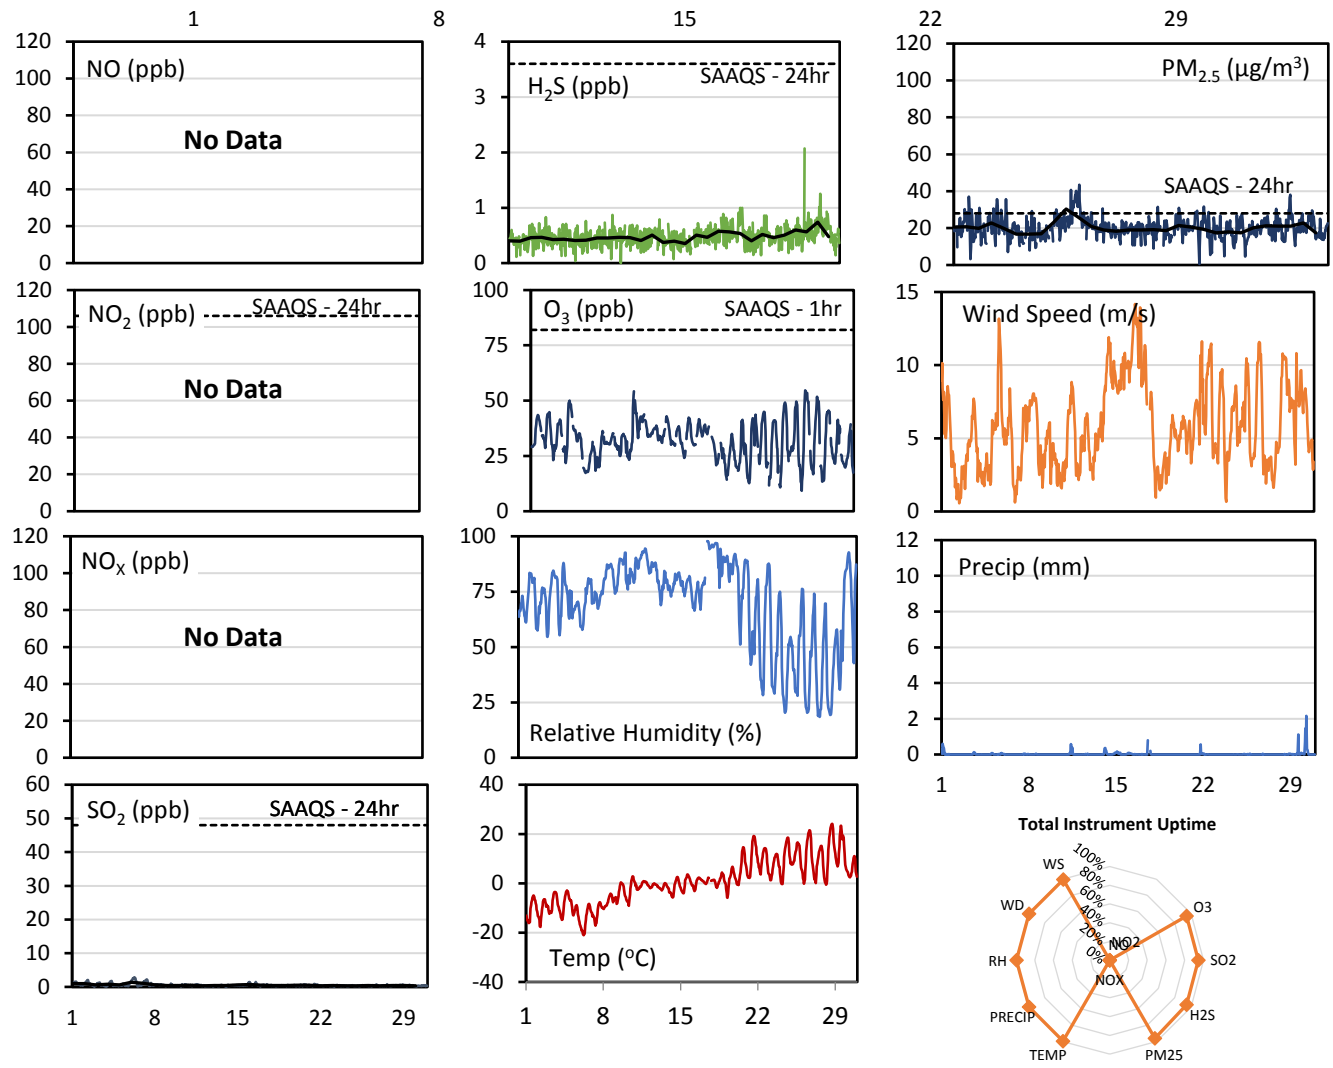 1 8 15 22 29
120
100
80
60
40
20
0
NO (ppb)
No Data
4
3
2
1
0
H₂S (ppb)
SAAQS - 24hr
120
100
80
60
40
20
0
PM₂.₅ (µg/m³)
SAAQS - 24hr
120
100
80
60
40
20
0
NO₂ (ppb)
SAAQS - 24hr
No Data
100
75
50
25
0
O₃ (ppb)
SAAQS - 1hr
15
10
5
0
Wind Speed (m/s)
120
100
80
60
40
20
0
NOₓ (ppb)
No Data
100
75
50
25
0
Relative Humidity (%)
12
10
8
6
4
2
0
Precip (mm)
1 8 15 22 29
60
50
40
30
20
10
0
SO₂ (ppb)
SAAQS - 24hr
1 8 15 22 29
40
20
0
-20
-40
Temp (°C)
1 8 15 22 29
Total Instrument Uptime
100%
80%
60%
40%
20%
0%
NO
NO2
O3
SO2
H2S
PM25
NOX
TEMP
PRECIP
RH
WD
WS